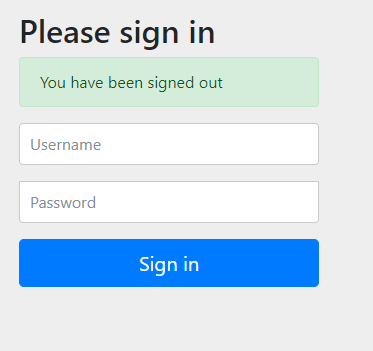 Please sign in
You have been signed out
Username
Password
Sign in